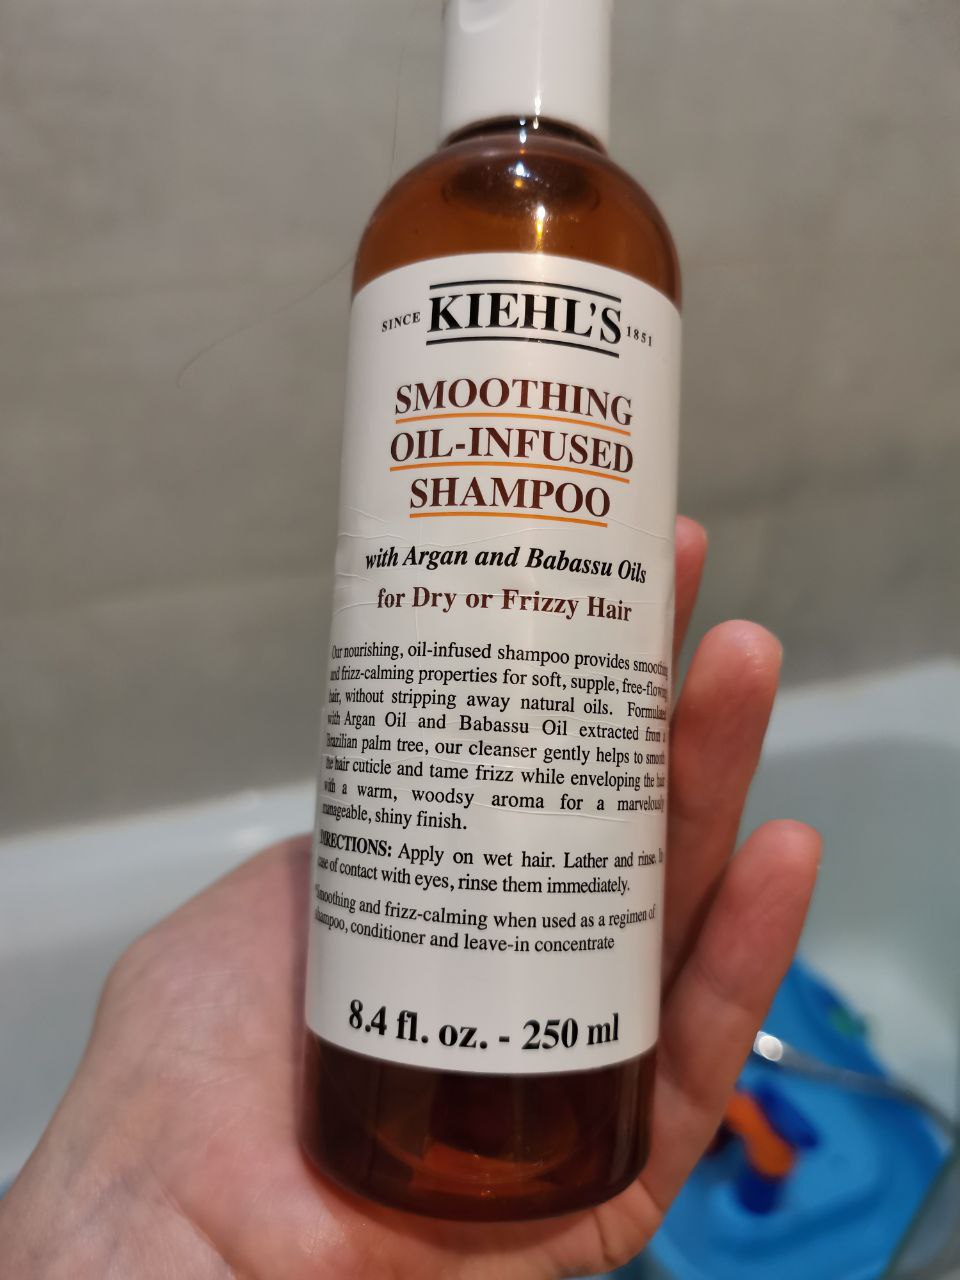 SINCE KIEHL'S 1851
SMOOTHING
OIL-INFUSED
SHAMPOO
with Argan and Babassu Oils
for Dry or Frizzy Hair
Our nourishing, oil-infused shampoo provides smoothing
and frizz-calming properties for soft, supple, free-flowing
hair, without stripping away natural oils. Formulated
with Argan Oil and Babassu Oil extracted from a
Brazilian palm tree, our cleanser gently helps to smooth
the hair cuticle and tame frizz while enveloping the hair
with a warm, woodsy aroma for a marvelously
manageable, shiny finish.
DIRECTIONS: Apply on wet hair. Lather and rinse. In
case of contact with eyes, rinse them immediately.
*Smoothing and frizz-calming when used as a regimen of
shampoo, conditioner and leave-in concentrate
8.4 fl. oz. - 250 ml